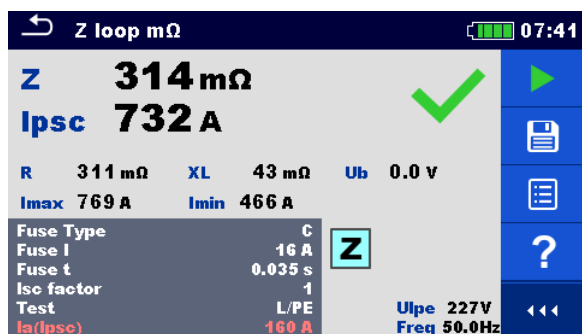 Z loop mΩ 07:41
Z 314 mΩ
Ipsc 732 A
R 311 mΩ XL 43 mΩ Ub 0.0 V
Imax 769 A Imin 466 A
Fuse Type C
Fuse I 16 A
Fuse t 0.035 s
Isc factor 1
Test L/PE
Ia(Ipsc) 160 A
Z
Ulpe 227V
Freq 50.0Hz
?